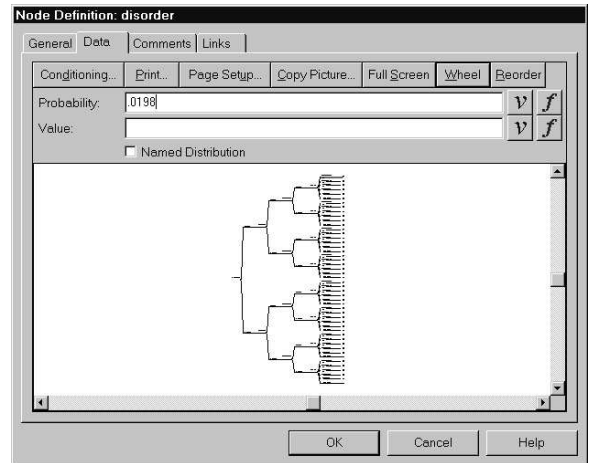 Node Definition: disorder
General Data Comments Links
Conditioning... Print... Page Setup... Copy Picture... Full Screen Wheel Reorder
Probability: .0198 v f
Value: v f
Named Distribution
OK Cancel Help